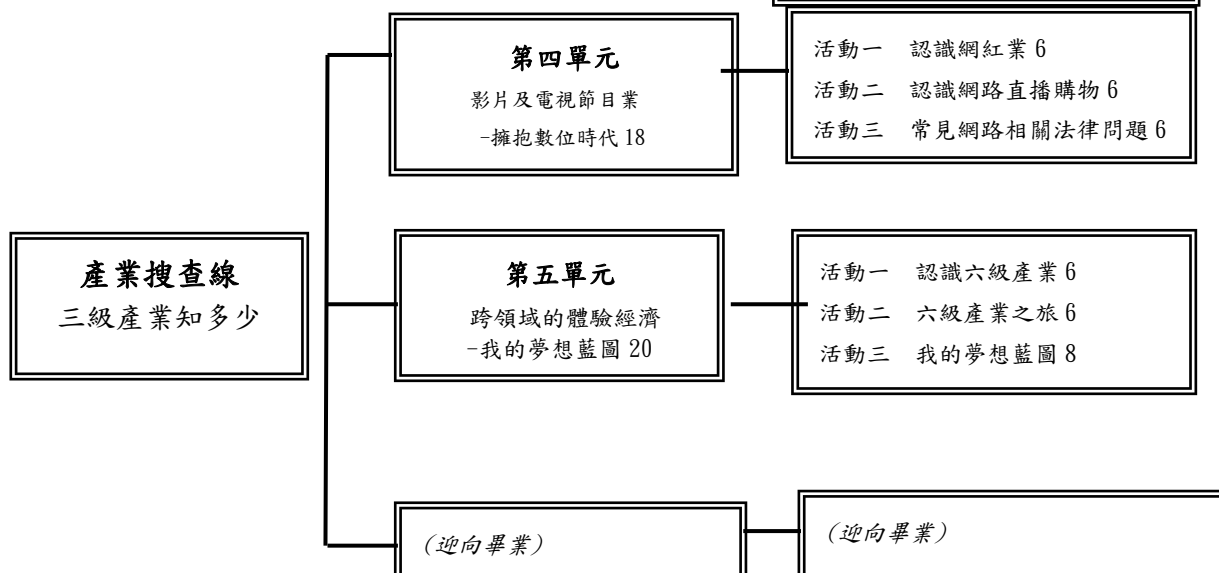 第四單元
影片及電視節目業
-擁抱數位時代 18
活動一 認識網紅業 6
活動二 認識網路直播購物 6
活動三 常見網路相關法律問題 6
產業搜查線
三級產業知多少
第五單元
跨領域的體驗經濟
-我的夢想藍圖 20
活動一 認識六級產業 6
活動二 六級產業之旅 6
活動三 我的夢想藍圖 8
(迎向畢業)
(迎向畢業)